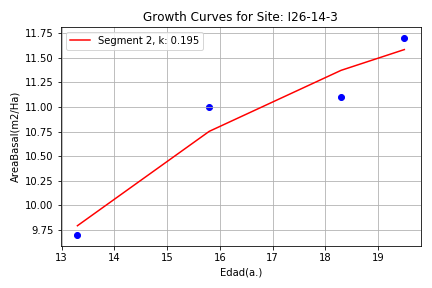 Growth Curves for Site: I26-14-3
Segment 2, k: 0.195
AreaBasal(m2/Ha)
11.75
11.50
11.25
11.00
10.75
10.50
10.25
10.00
9.75
13 14 15 16 17 18 19
Edad(a.)